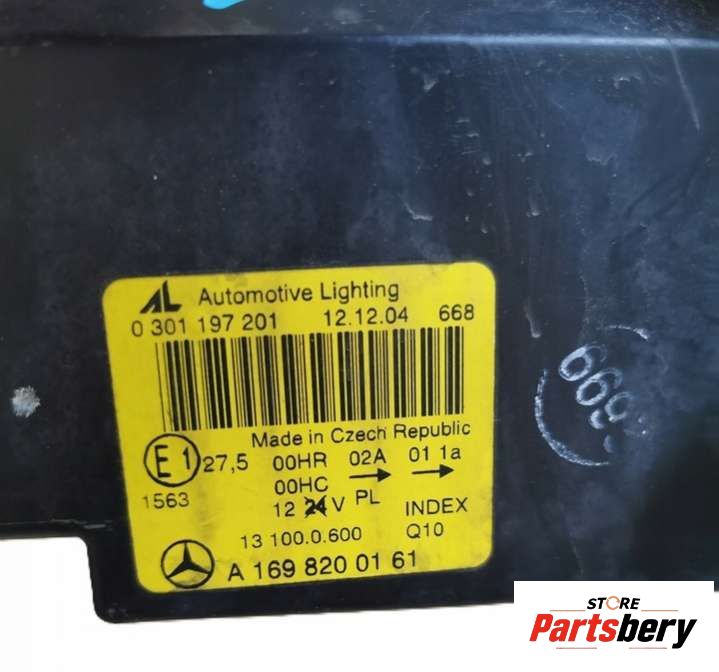 AL Automotive Lighting
0 301 197 201 12.12.04 668
Made in Czech Republic
E1 27,5 00HR 02A 01 1a
1563 00HC → →
12 24 V PL INDEX
13 100.0.600 Q10
A 169 820 01 61
STORE
Partsbery